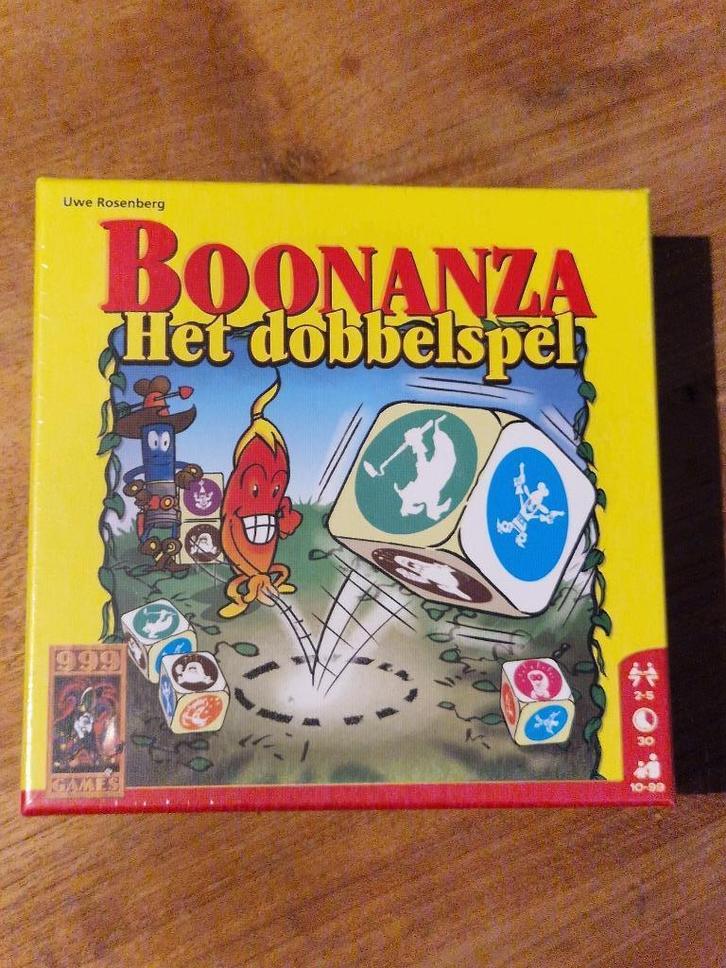 Uwe Rosenberg
BOONANZA
Het dobbelspel
999
GAMES
2-5
30
10-99